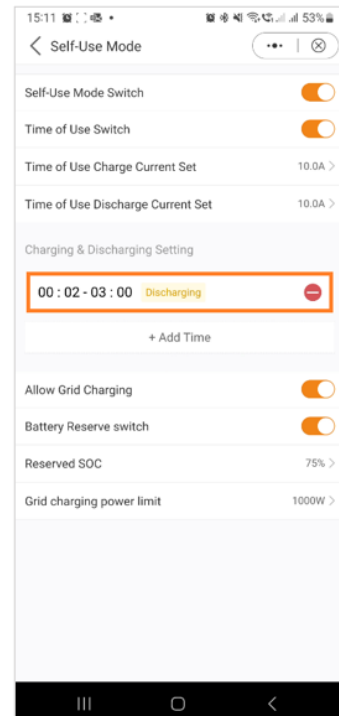 15:11 53%
Self-Use Mode
Self-Use Mode Switch
Time of Use Switch
Time of Use Charge Current Set 10.0A >
Time of Use Discharge Current Set 10.0A >
Charging & Discharging Setting
00 : 02 - 03 : 00 Discharging
+ Add Time
Allow Grid Charging
Battery Reserve switch
Reserved SOC 75% >
Grid charging power limit 1000W >